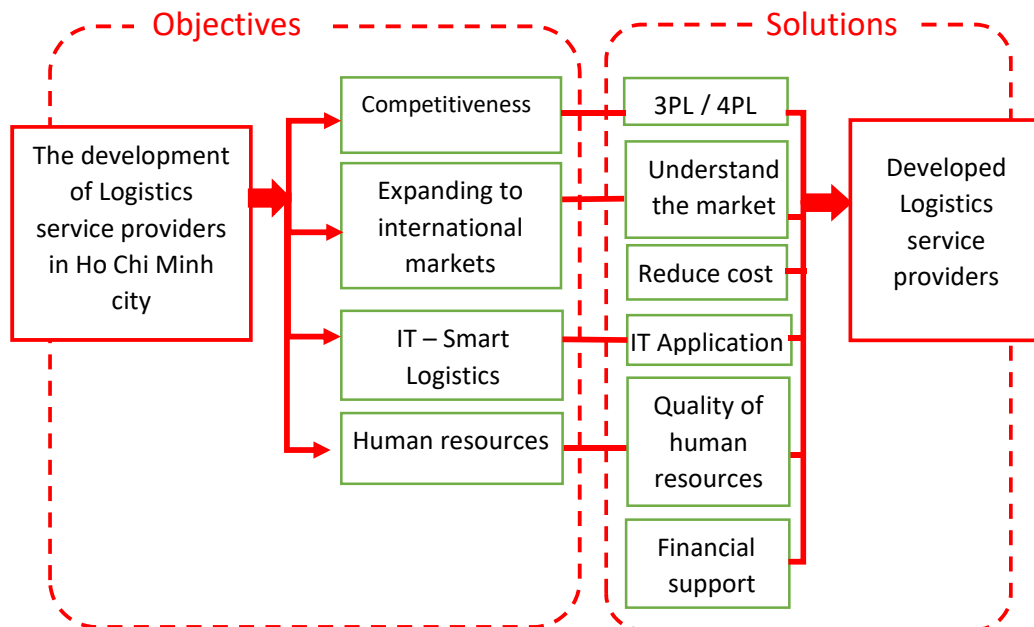 Objectives
Solutions
The development
of Logistics
service providers
in Ho Chi Minh
city
Competitiveness
Expanding to
international
markets
IT – Smart
Logistics
Human resources
3PL / 4PL
Understand
the market
Reduce cost
IT Application
Quality of
human
resources
Financial
support
Developed
Logistics
service
providers